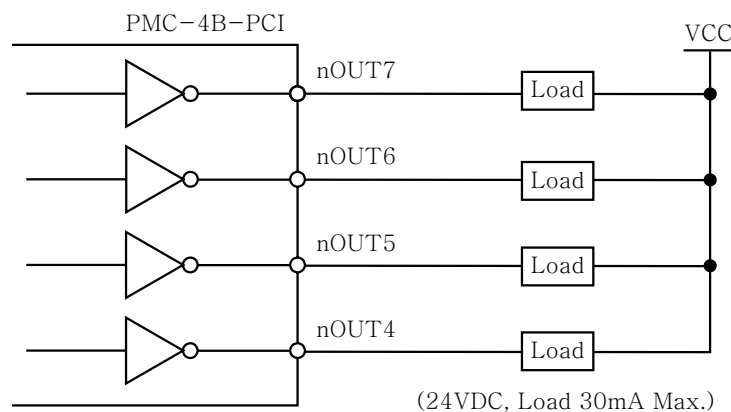 PMC-4B-PCI
VCC
nOUT7
Load
nOUT6
Load
nOUT5
Load
nOUT4
Load
(24VDC, Load 30mA Max.)